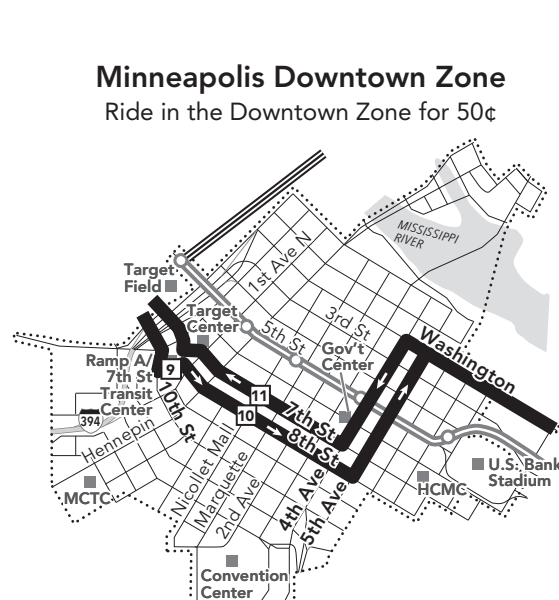 Minneapolis Downtown Zone
Ride in the Downtown Zone for 50¢
MISSISSIPPI
RIVER
1st Ave N
Target
Field
Target
Center
3rd St
5th St
Gov't
Center
Washington
Ramp A/
7th St
Transit
Center
9
10th St
11
10
7th St
8th St
394
Hennepin
Nicollet Mall
Marquette
2nd Ave
4th Ave
5th Ave
MCTC
HCMC
U.S. Bank
Stadium
Convention
Center